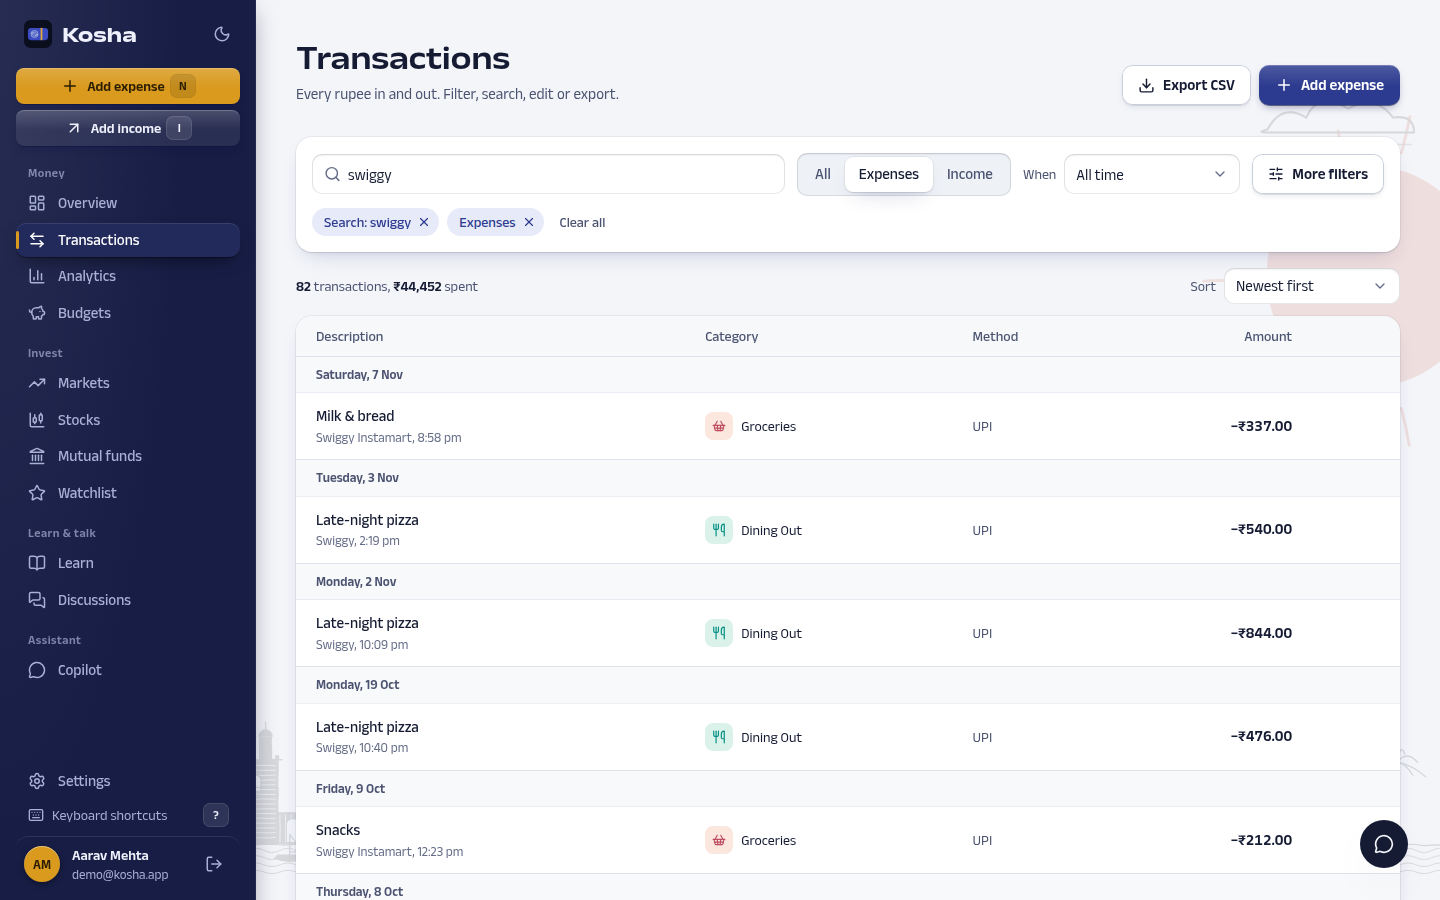 Kosha
Add expense N
Add income I
Money
Overview
Transactions
Analytics
Budgets
Invest
Markets
Stocks
Mutual funds
Watchlist
Learn & talk
Learn
Discussions
Assistant
Copilot
Settings
Keyboard shortcuts ?
AM
Aarav Mehta
demo@kosha.app
Transactions
Every rupee in and out. Filter, search, edit or export.
Export CSV
Add expense
swiggy
All Expenses Income
When
All time
More filters
Search: swiggy
Expenses
Clear all
82 transactions, ₹44,452 spent
Sort
Newest first
Description Category Method Amount
Saturday, 7 Nov
Milk & bread
Swiggy Instamart, 8:58 pm
Groceries
UPI
−₹337.00
Tuesday, 3 Nov
Late-night pizza
Swiggy, 2:19 pm
Dining Out
UPI
−₹540.00
Monday, 2 Nov
Late-night pizza
Swiggy, 10:09 pm
Dining Out
UPI
−₹844.00
Monday, 19 Oct
Late-night pizza
Swiggy, 10:40 pm
Dining Out
UPI
−₹476.00
Friday, 9 Oct
Snacks
Swiggy Instamart, 12:23 pm
Groceries
UPI
−₹212.00
Thursday, 8 Oct